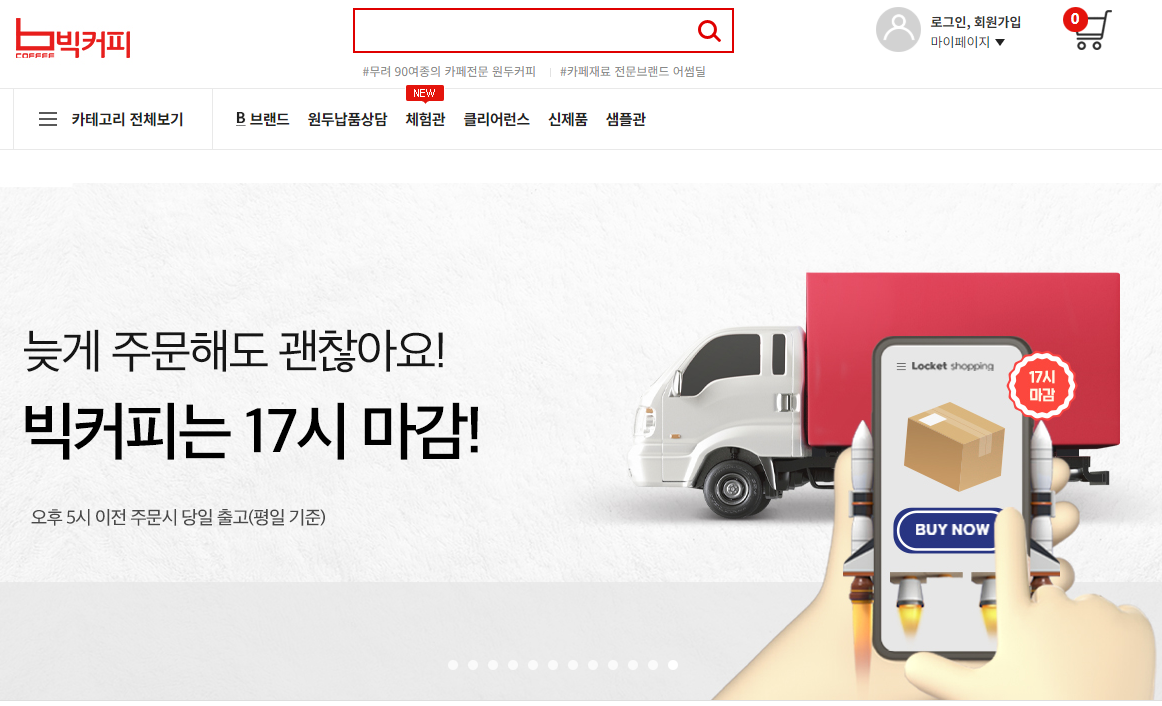 빅커피
COFFEE
로그인, 회원가입
0
마이페이지 ▼
#무려 90여종의 카페전문 원두커피 | #카페재료 전문브랜드 어썸딜
NEW
카테고리 전체보기
B 브랜드 원두납품상담 체험관 클리어런스 신제품 샘플관
늦게 주문해도 괜찮아요!
빅커피는 17시 마감!
오후 5시 이전 주문시 당일 출고(평일 기준)
Locket shopping
17시
마감
BUY NOW